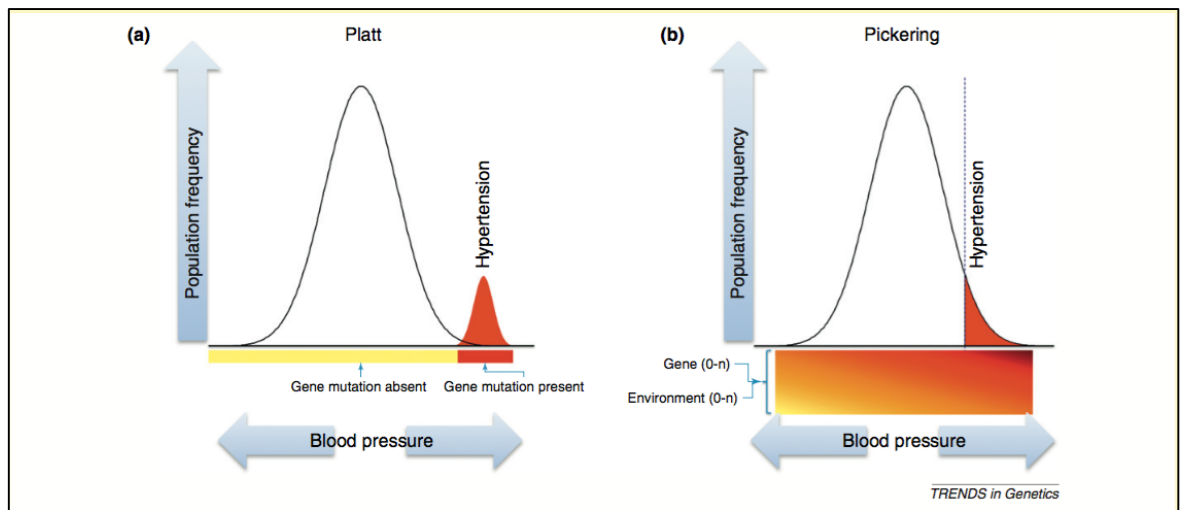 (a)
Platt
Population frequency
Hypertension
Gene mutation absent
Gene mutation present
Blood pressure
(b)
Pickering
Population frequency
Hypertension
Gene (0-n)
Environment (0-n)
Blood pressure
TRENDS in Genetics